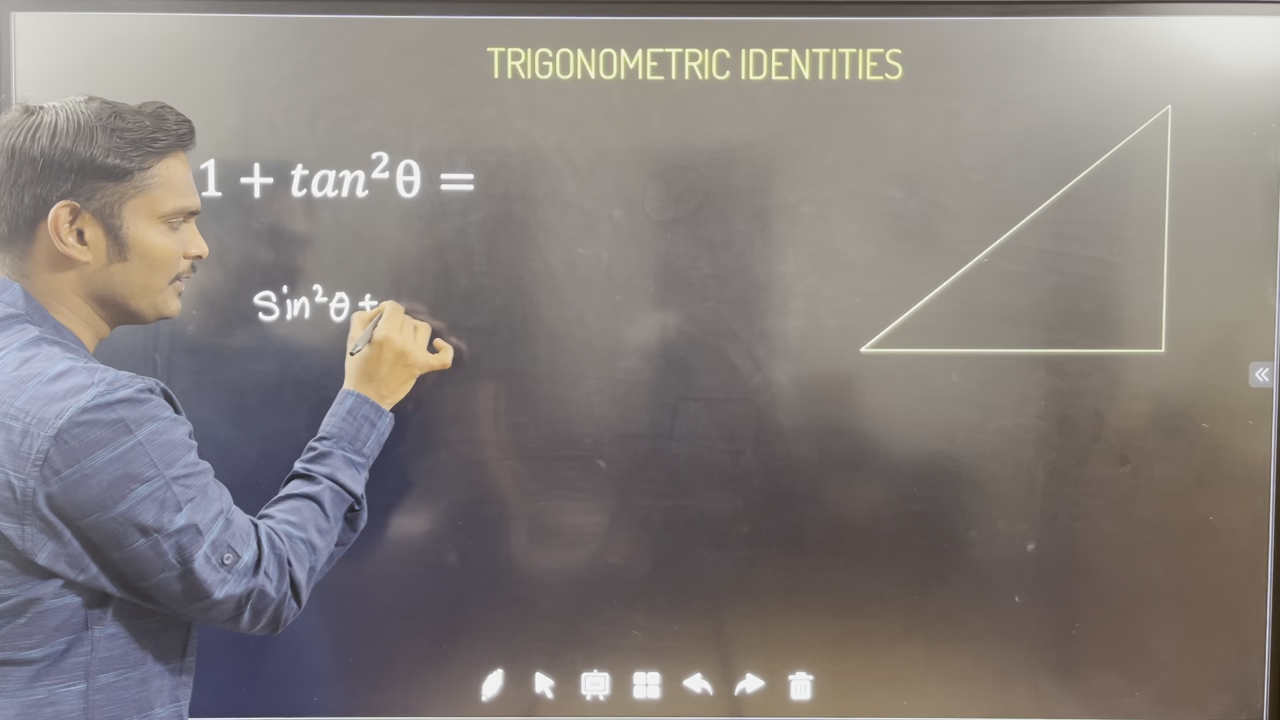 TRIGONOMETRIC IDENTITIES
1 + tan²θ =
Sin²θ +